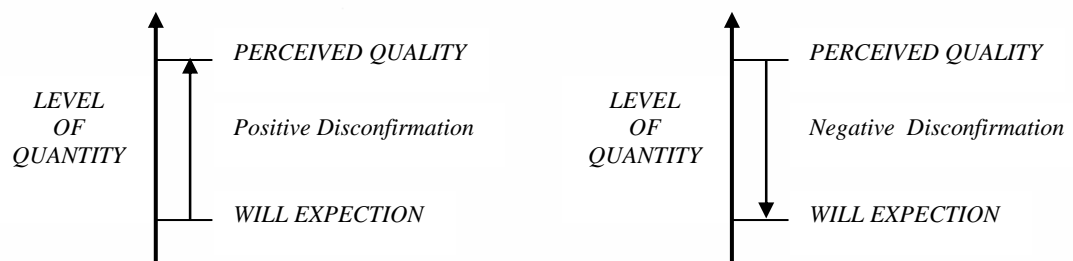 PERCEIVED QUALITY
LEVEL
OF
QUANTITY
Positive Disconfirmation
WILL EXPECTION
PERCEIVED QUALITY
LEVEL
OF
QUANTITY
Negative Disconfirmation
WILL EXPECTION